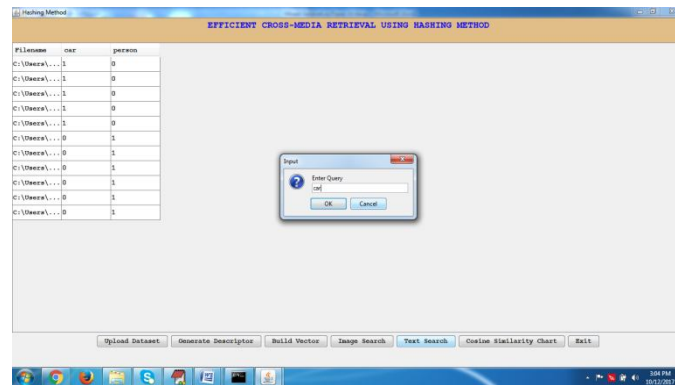 Hashing Method
EFFICIENT CROSS-MEDIA RETRIEVAL USING HASHING METHOD
Filename car person
C:\Users\... 1 0
C:\Users\... 1 0
C:\Users\... 1 0
C:\Users\... 1 0
C:\Users\... 1 0
C:\Users\... 0 1
C:\Users\... 0 1
C:\Users\... 0 1
C:\Users\... 0 1
C:\Users\... 0 1
C:\Users\... 0 1
Input
Enter Query
car
OK Cancel
Upload Dataset Generate Descriptor Build Vector Image Search Text Search Cosine Similarity Chart Exit
3:04 PM
10/12/2017